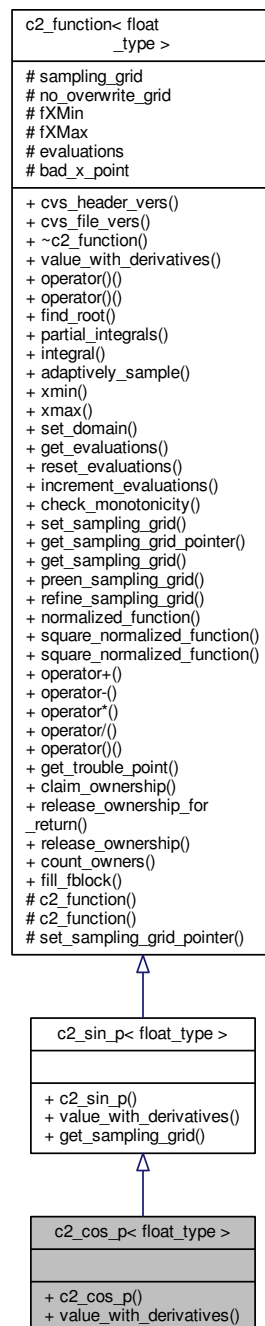 c2_function< float
_type >
# sampling_grid
# no_overwrite_grid
# fXMin
# fXMax
# evaluations
# bad_x_point
+ cvs_header_vers()
+ cvs_file_vers()
+ ~c2_function()
+ value_with_derivatives()
+ operator()()
+ operator()()
+ find_root()
+ partial_integrals()
+ integral()
+ adaptively_sample()
+ xmin()
+ xmax()
+ set_domain()
+ get_evaluations()
+ reset_evaluations()
+ increment_evaluations()
+ check_monotonicity()
+ set_sampling_grid()
+ get_sampling_grid_pointer()
+ get_sampling_grid()
+ preen_sampling_grid()
+ refine_sampling_grid()
+ normalized_function()
+ square_normalized_function()
+ square_normalized_function()
+ operator+()
+ operator-()
+ operator*()
+ operator/()
+ operator()()
+ get_trouble_point()
+ claim_ownership()
+ release_ownership_for
_return()
+ release_ownership()
+ count_owners()
+ fill_fblock()
# c2_function()
# c2_function()
# set_sampling_grid_pointer()
c2_sin_p< float_type >
+ c2_sin_p()
+ value_with_derivatives()
+ get_sampling_grid()
c2_cos_p< float_type >
+ c2_cos_p()
+ value_with_derivatives()